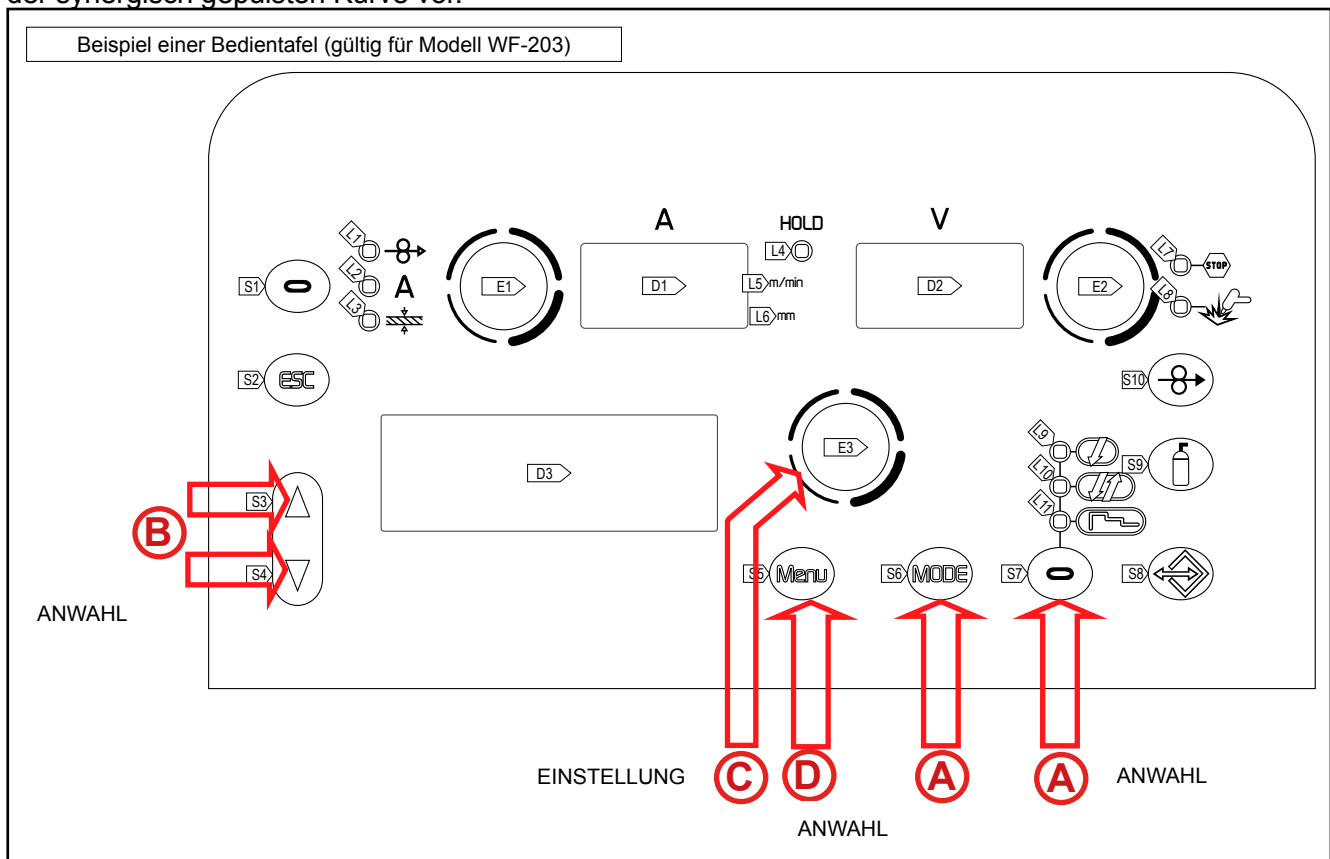 der synergisch gepulsten Kurve vor.
Beispiel einer Bedientafel (gültig für Modell WF-203)
A HOLD V
L1
L2
L3
A
S1
E1
D1
L4
L5 m/min
L6 mm
D2
E2
L7 STOP
L8
S2 ESC
S10
D3
E3
L9
L10
L11
S9
S3
B
S4
S5 Menu
S6 MODE
S7
S8
ANWAHL
EINSTELLUNG
C
D
A
A
ANWAHL
ANWAHL